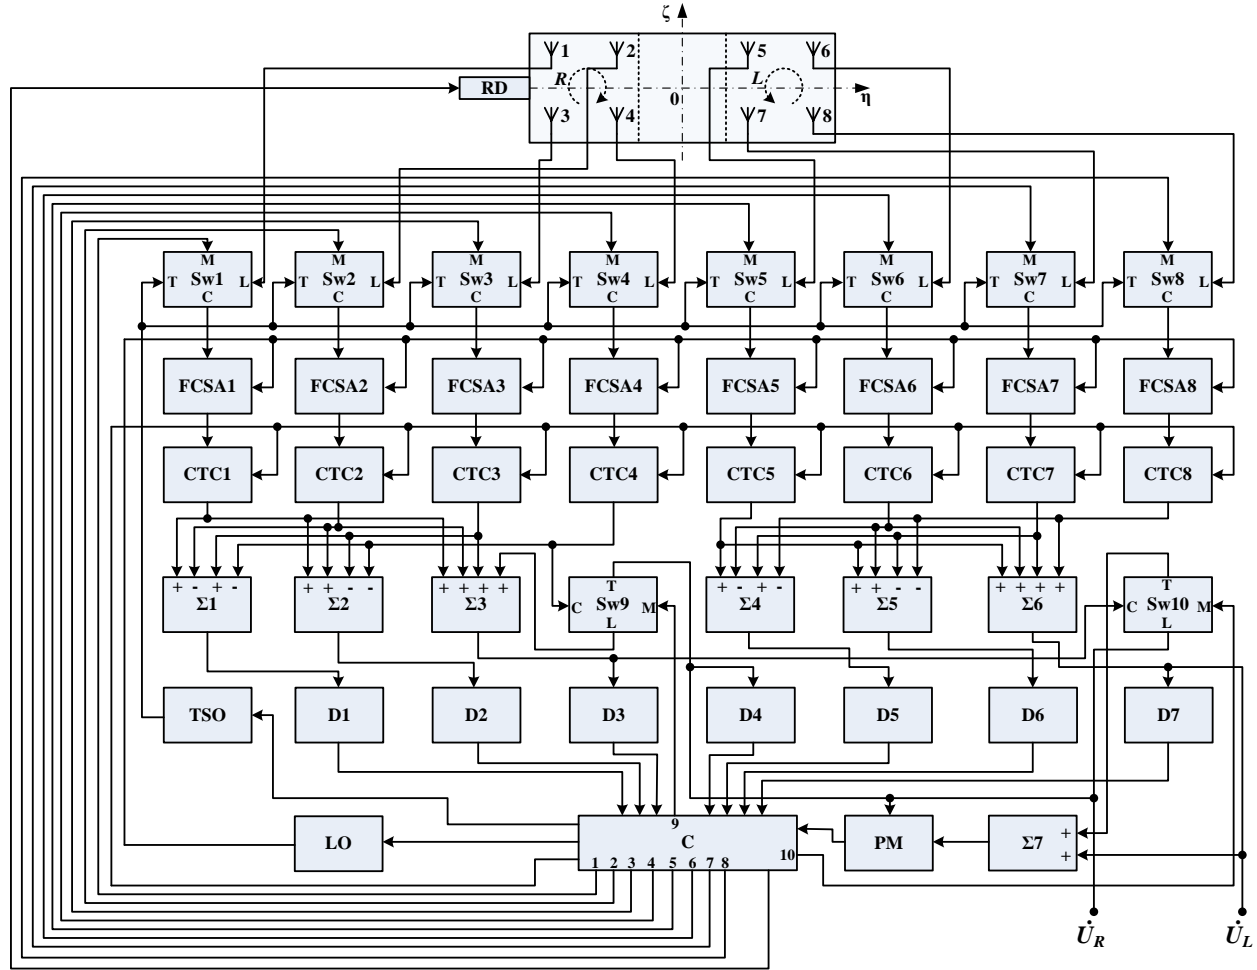 ζ
1 2 5 6
R L
RD 0 η
3 4 7 8
M M M M M M M M
T Sw1 L T Sw2 L T Sw3 L T Sw4 L T Sw5 L T Sw6 L T Sw7 L T Sw8 L
C C C C C C C C
FCSA1 FCSA2 FCSA3 FCSA4 FCSA5 FCSA6 FCSA7 FCSA8
CTC1 CTC2 CTC3 CTC4 CTC5 CTC6 CTC7 CTC8
+ - + - + + - - + + + + T + - + - + + - - + + + + T
Σ1 Σ2 Σ3 C Sw9 M Σ4 Σ5 Σ6 C Sw10 M
L L
TSO D1 D2 D3 D4 D5 D6 D7
9
LO C 10 PM Σ7 + +
1 2 3 4 5 6 7 8
U̇R U̇L